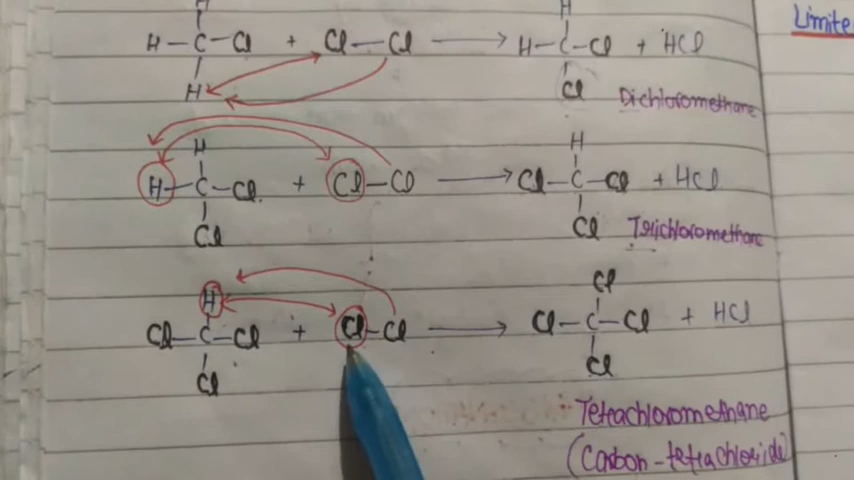 Limite
H
H-C-Cl + Cl-Cl → H-C-Cl + HCl
H
Cl
Dichloromethane
H
H-C-Cl + Cl-Cl → Cl-C-Cl + HCl
H
Cl
Cl
Trichloromethane
H
Cl
Cl-C-Cl + Cl-Cl → Cl-C-Cl + HCl
Cl
Cl
Tetrachloromethane
(Carbon-tetrachloride)